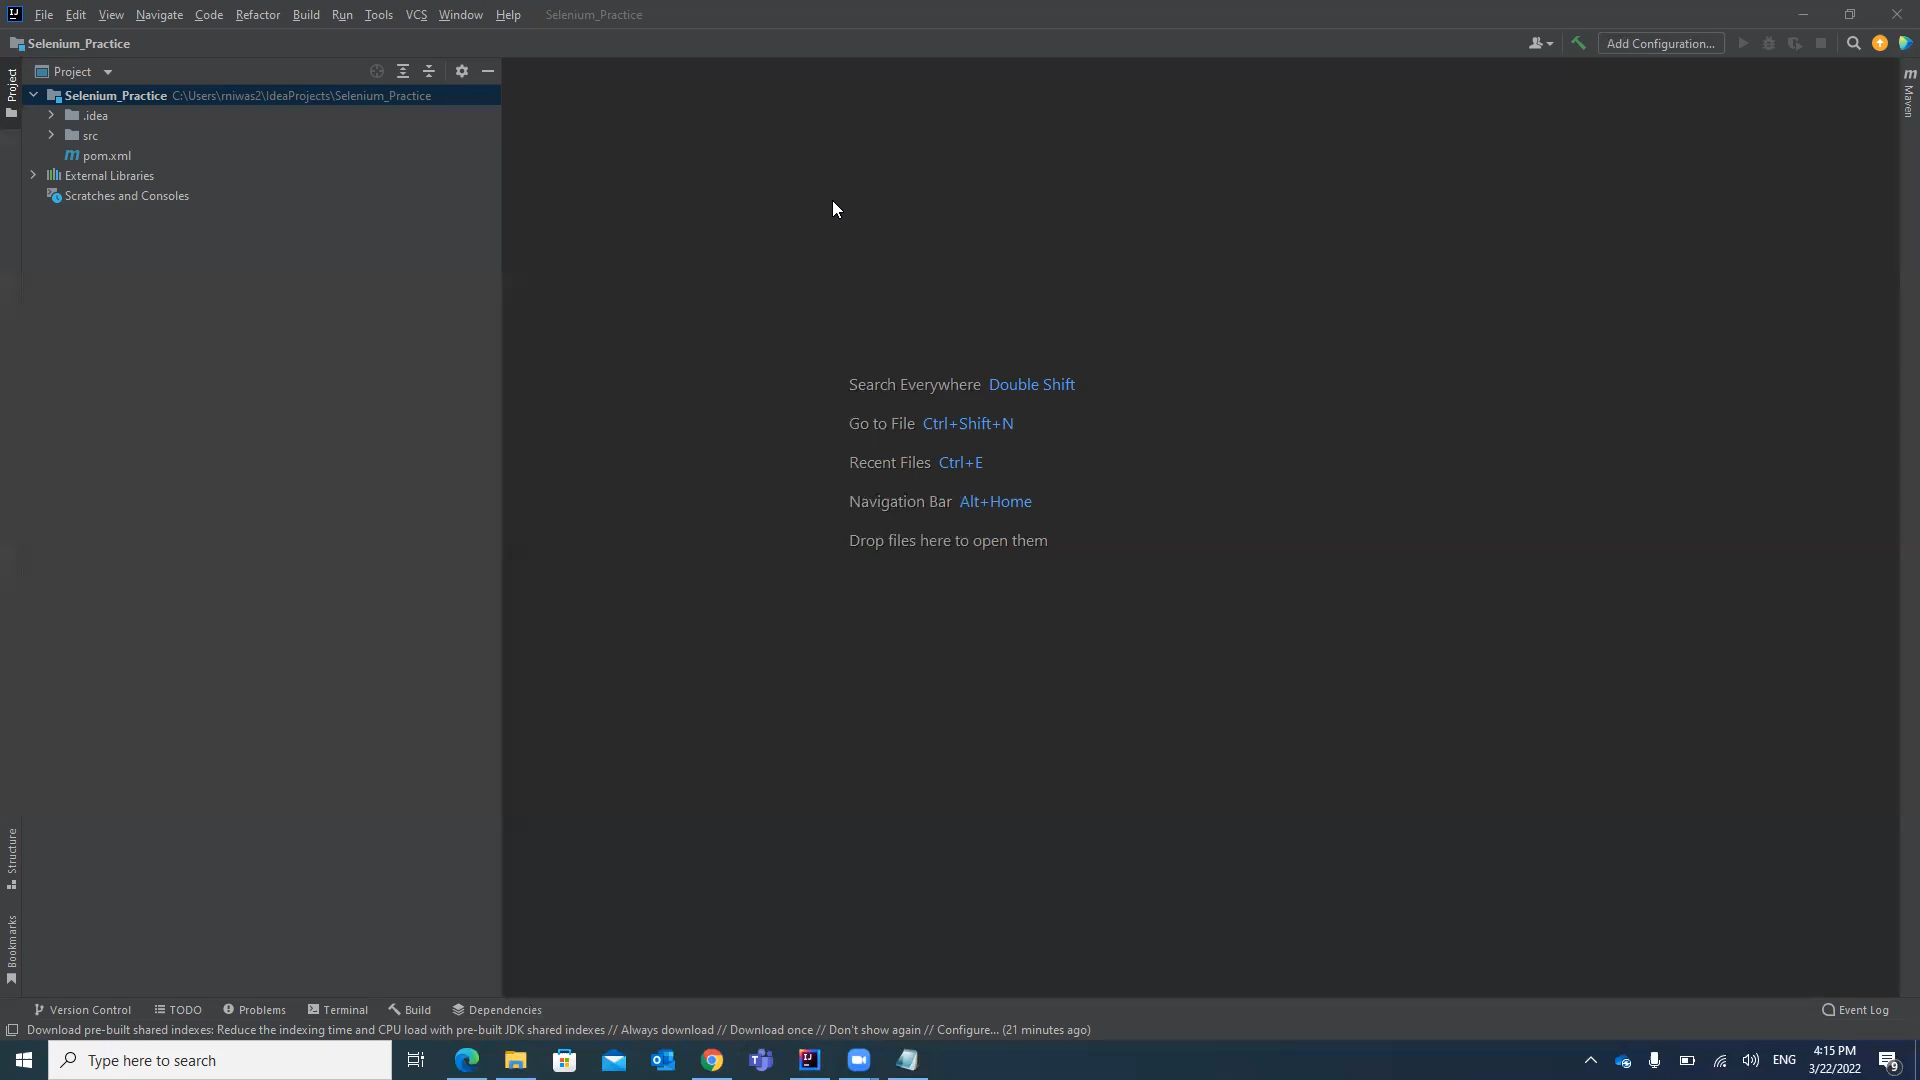 IJ File Edit View Navigate Code Refactor Build Run Tools VCS Window Help Selenium_Practice
Selenium_Practice
Add Configuration...
Project
Project
m Maven
Selenium_Practice C:\Users\rniwas2\IdeaProjects\Selenium_Practice
.idea
src
m pom.xml
External Libraries
Scratches and Consoles
Search Everywhere Double Shift
Go to File Ctrl+Shift+N
Recent Files Ctrl+E
Navigation Bar Alt+Home
Drop files here to open them
Structure
Bookmarks
Version Control TODO Problems Terminal Build Dependencies Event Log
Download pre-built shared indexes: Reduce the indexing time and CPU load with pre-built JDK shared indexes // Always download // Download once // Don't show again // Configure... (21 minutes ago)
Type here to search
ENG
4:15 PM
3/22/2022
9